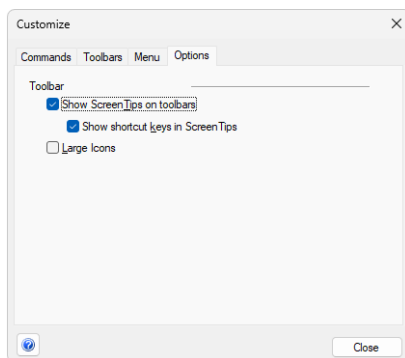 Customize
Commands Toolbars Menu Options
Toolbar
Show ScreenTips on toolbars
Show shortcut keys in ScreenTips
Large Icons
Close